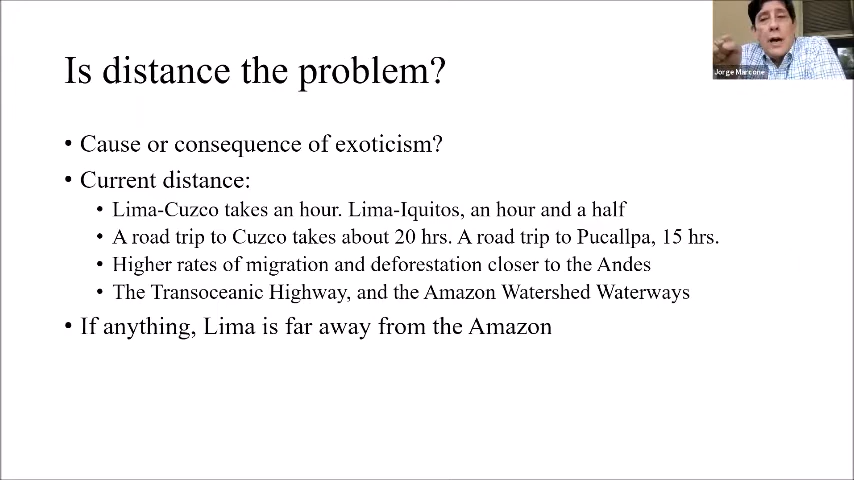 Is distance the problem?
Jorge Marcone
• Cause or consequence of exoticism?
• Current distance:
• Lima-Cuzco takes an hour. Lima-Iquitos, an hour and a half
• A road trip to Cuzco takes about 20 hrs. A road trip to Pucallpa, 15 hrs.
• Higher rates of migration and deforestation closer to the Andes
• The Transoceanic Highway, and the Amazon Watershed Waterways
• If anything, Lima is far away from the Amazon